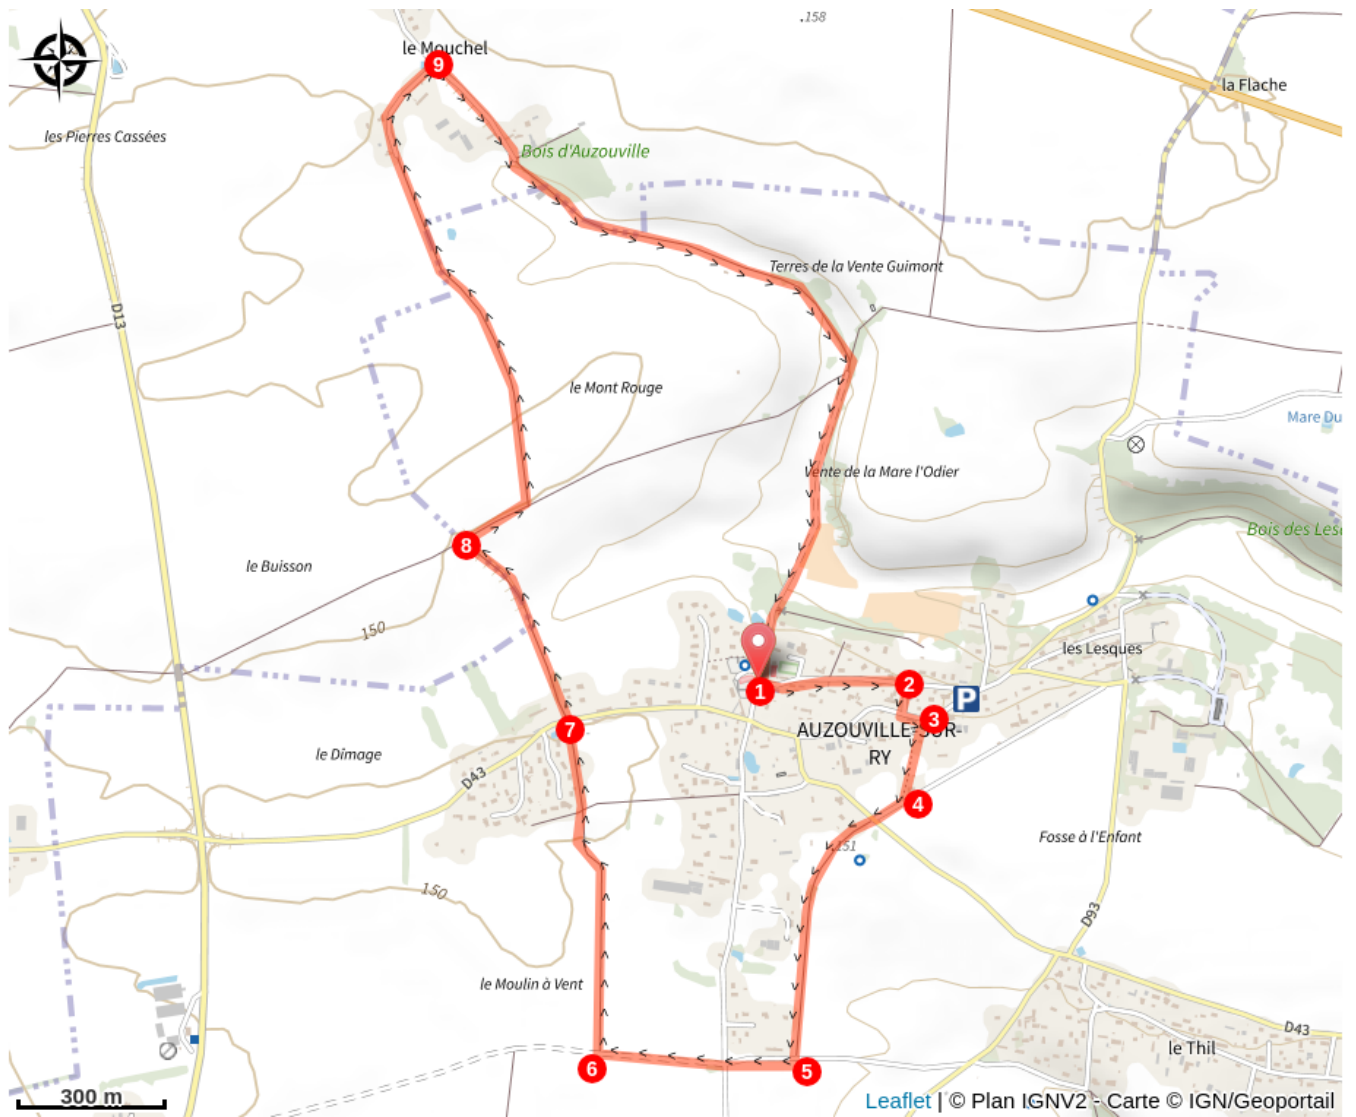 .158
le Mouchel
9
la Flache
les Pierres Cassées
Bois d'Auzouville
Terres de la Vente Guimont
D13
le Mont Rouge
Mare Du
Vente de la Mare l'Odier
Bois des Les
8
le Buisson
150
les Lesques
1
2
P
3
7
AUZOUVILLE-SUR-
RY
le Dîmage
D43
4
Fosse à l'Enfant
151
150
D93
le Moulin à Vent
D43
le Thil
6
5
300 m
Leaflet | © Plan IGNV2 - Carte © IGN/Geoportail